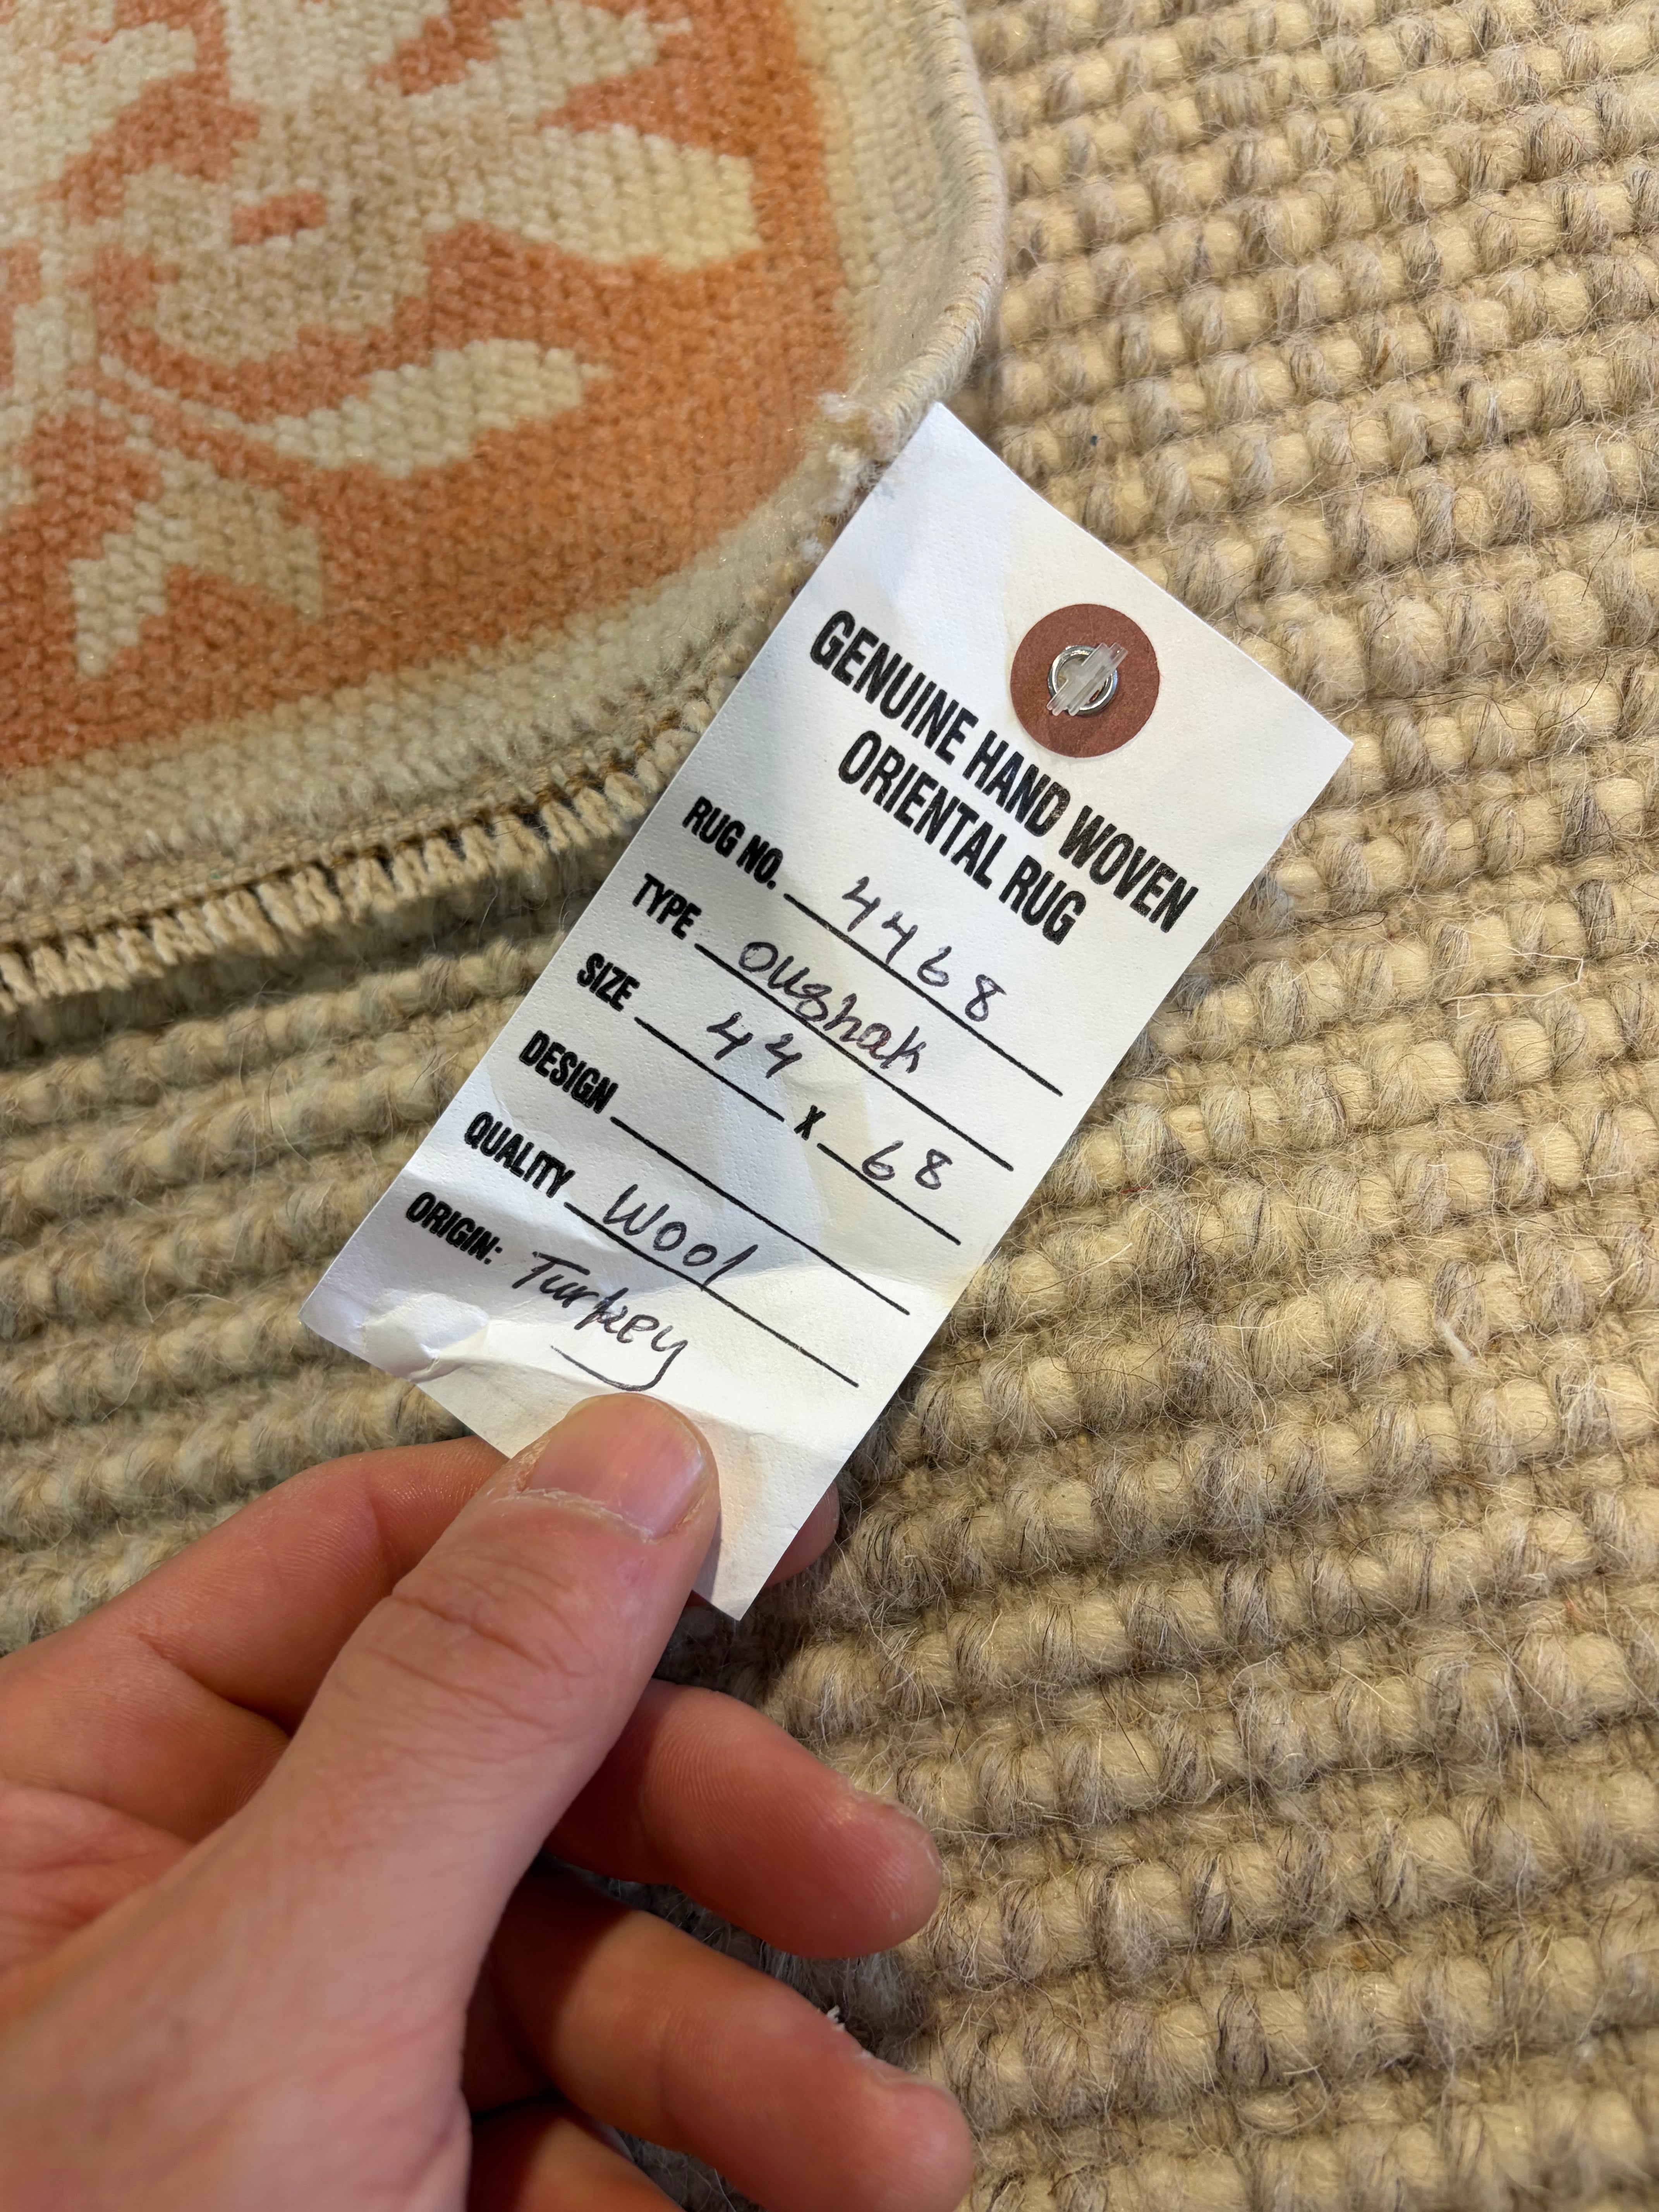 GENUINE HAND WOVEN
ORIENTAL RUG
RUG NO. 4468
TYPE Oushak
SIZE 44 X 68
DESIGN
QUALITY Wool
ORIGIN: Turkey